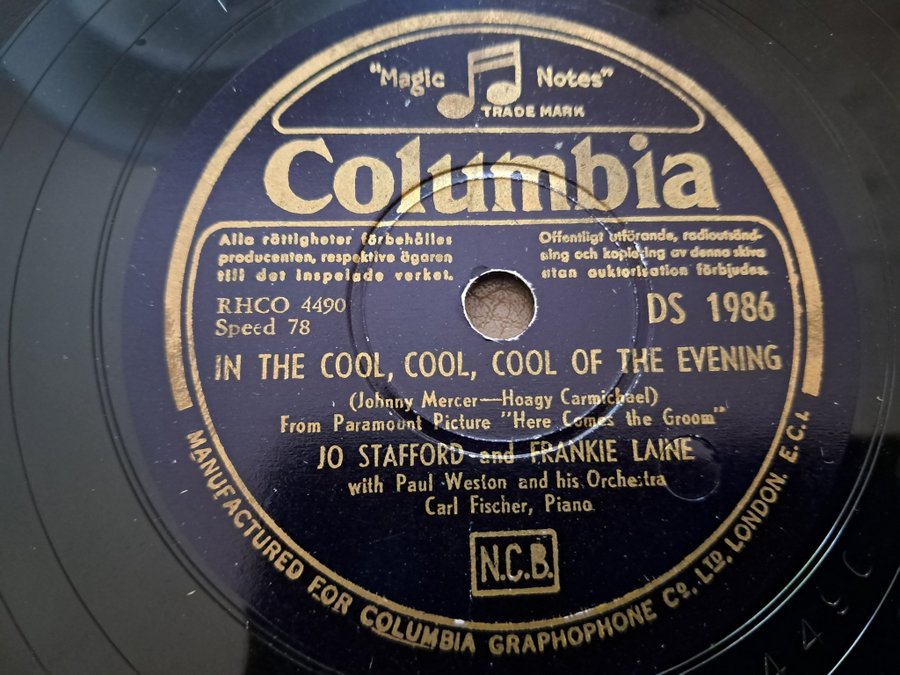 "Magic Notes"
TRADE MARK
Columbia
Alla rättigheter förbehålles
producenten, respektive ägaren
till det inspelade verket.
Offentligt utförande, radioutsänd-
ning och kopiering av denna skiva
utan auktorisation förbjudes.
RHCO 4490
Speed 78
DS 1986
IN THE COOL, COOL, COOL OF THE EVENING
(Johnny Mercer—Hoagy Carmichael)
From Paramount Picture "Here Comes the Groom"
JO STAFFORD and FRANKIE LAINE
with Paul Weston and his Orchestra
Carl Fischer, Piano
N.C.B.
MANUFACTURED FOR COLUMBIA GRAPHOPHONE CO. LTD. LONDON. E.C.1.